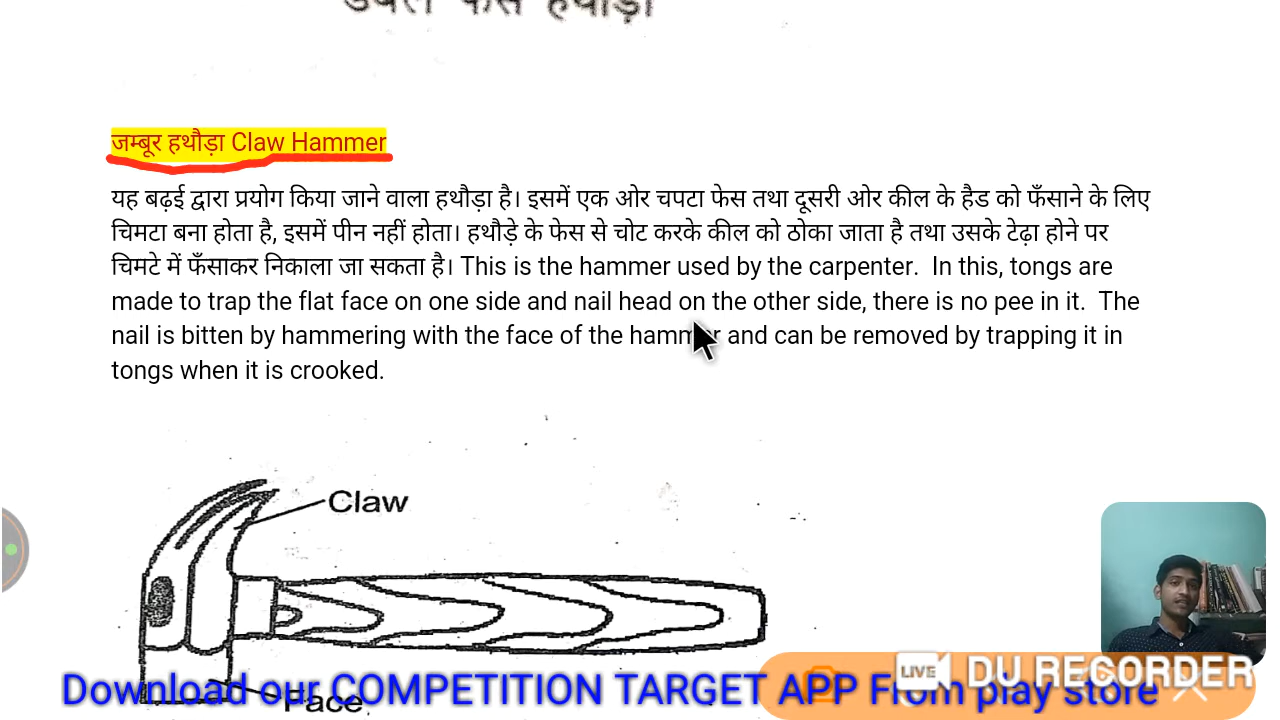 डबल फेस हथौड़ा
जम्बूर हथौड़ा Claw Hammer
यह बढ़ई द्वारा प्रयोग किया जाने वाला हथौड़ा है। इसमें एक ओर चपटा फेस तथा दूसरी ओर कील के हैड को फँसाने के लिए
चिमटा बना होता है, इसमें पीन नहीं होता। हथौड़े के फेस से चोट करके कील को ठोका जाता है तथा उसके टेढ़ा होने पर
चिमटे में फँसाकर निकाला जा सकता है। This is the hammer used by the carpenter. In this, tongs are
made to trap the flat face on one side and nail head on the other side, there is no pee in it. The
nail is bitten by hammering with the face of the hammer and can be removed by trapping it in
tongs when it is crooked.
Claw
LIVE DU RECORDER
Download our COMPETITION TARGET APP From play store
Face